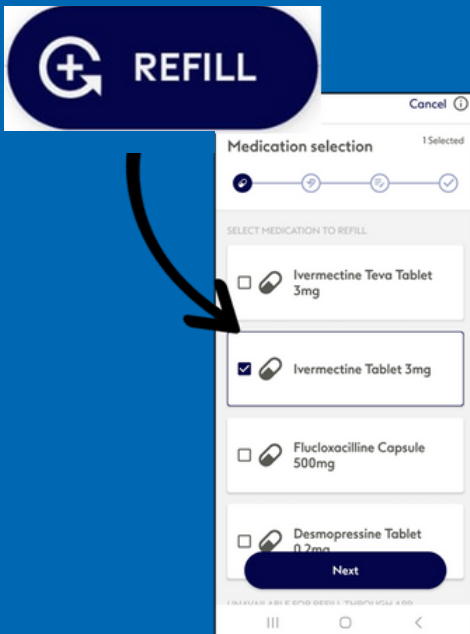 REFILL
Cancel
Medication selection
1 Selected
SELECT MEDICATION TO REFILL
Ivermectine Teva Tablet
3mg
Ivermectine Tablet 3mg
Flucloxacilline Capsule
500mg
Desmopressine Tablet
0,2mg
Next
UNAVAILABLE FOR REFILL THROUGH APP